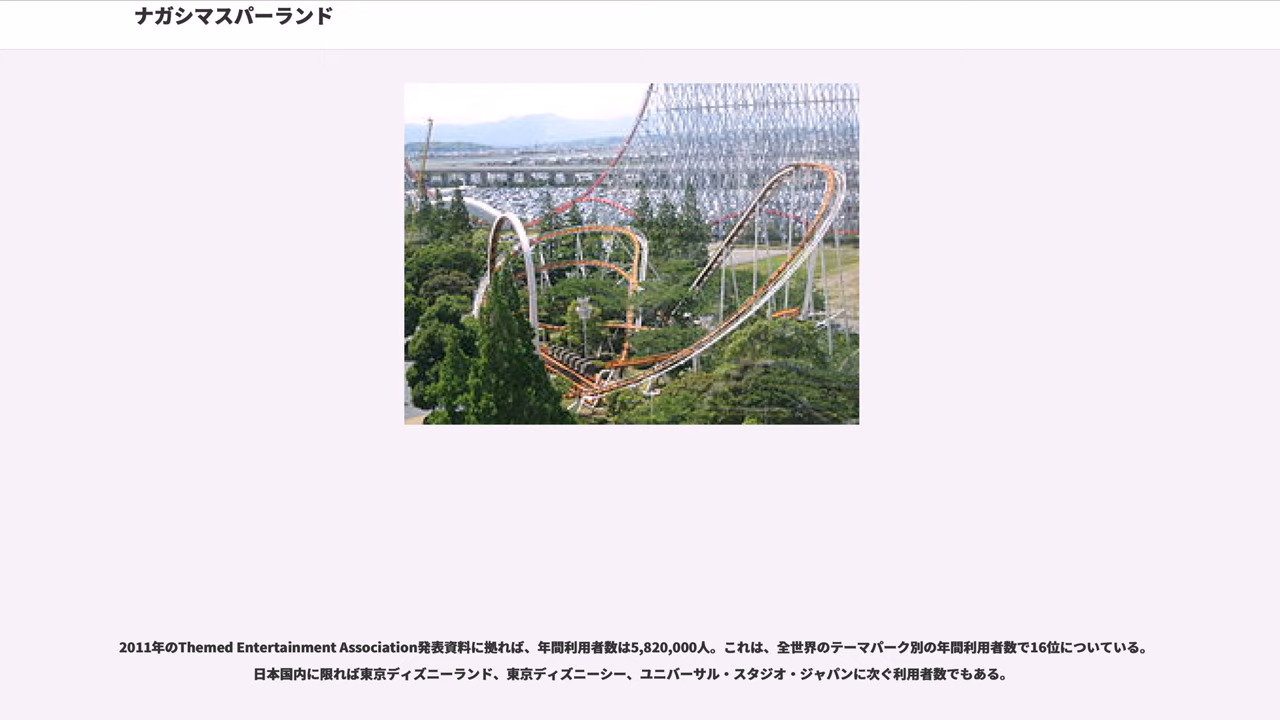 ナガシマスパーランド
2011年のThemed Entertainment Association発表資料に拠れば、年間利用者数は5,820,000人。これは、全世界のテーマパーク別の年間利用者数で16位についている。
日本国内に限れば東京ディズニーランド、東京ディズニーシー、ユニバーサル・スタジオ・ジャパンに次ぐ利用者数でもある。